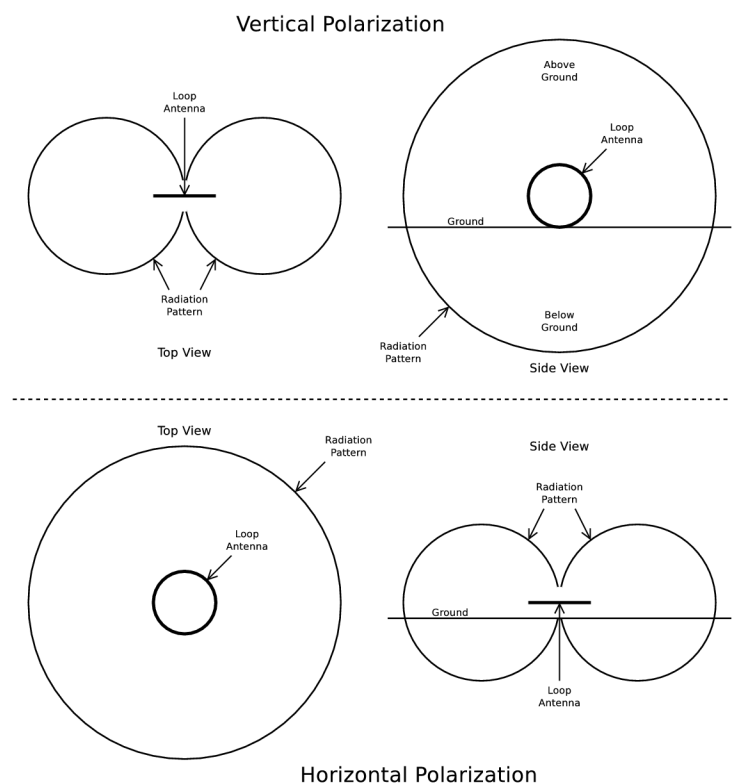 Vertical Polarization
Loop
Antenna
Radiation
Pattern
Top View
Above
Ground
Loop
Antenna
Ground
Below
Ground
Radiation
Pattern
Side View
Top View
Radiation
Pattern
Loop
Antenna
Side View
Radiation
Pattern
Ground
Loop
Antenna
Horizontal Polarization